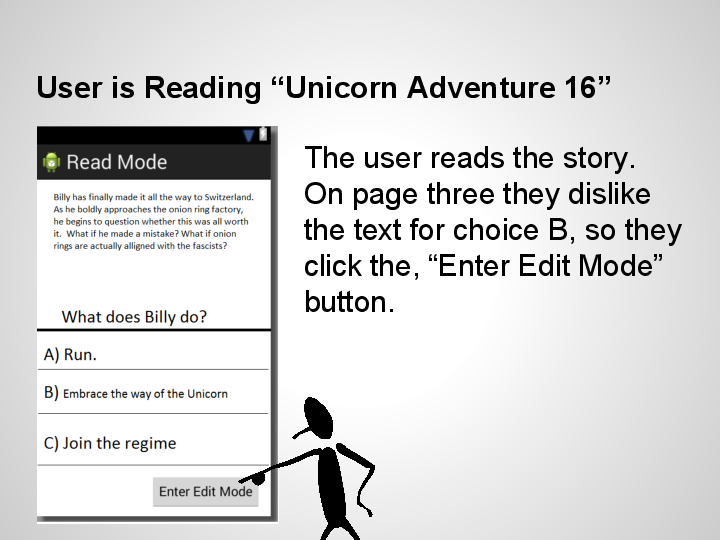 User is Reading “Unicorn Adventure 16”
Read Mode
Billy has finally made it all the way to Switzerland.
As he boldly approaches the onion ring factory,
he begins to question whether this was all worth
it.  What if he made a mistake? What if onion
rings are actually alligned with the fascists?
What does Billy do?
A) Run.
B) Embrace the way of the Unicorn
C) Join the regime
Enter Edit Mode
The user reads the story.
On page three they dislike
the text for choice B, so they
click the, “Enter Edit Mode”
button.